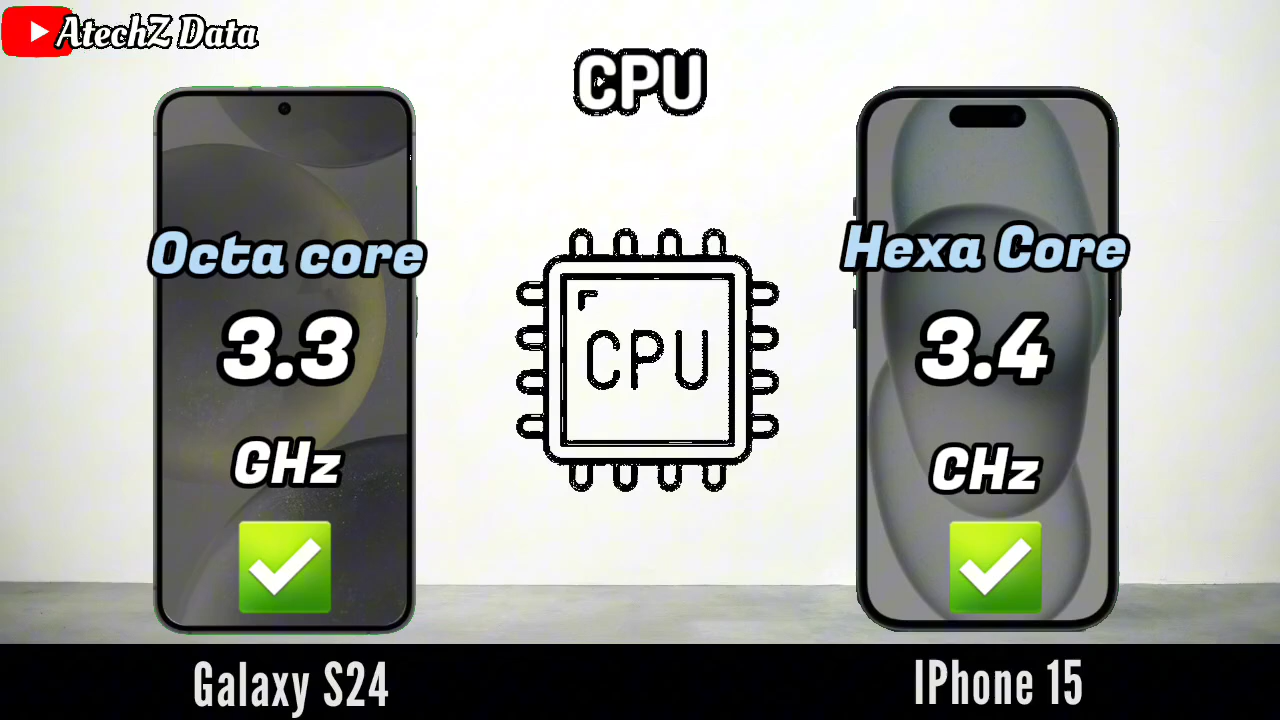 AtechZ Data
CPU
Octa core
3.3
GHz
CPU
Hexa Core
3.4
CHz
Galaxy S24
IPhone 15